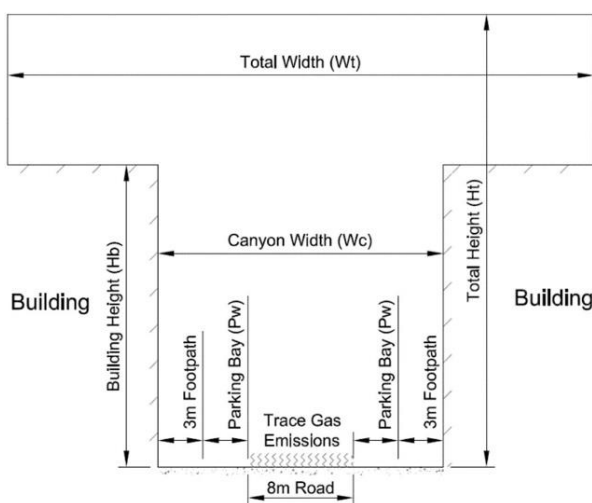 Total Width (Wt)
Canyon Width (Wc)
Building
Building Height (Hb)
Total Height (Ht)
Building
3m Footpath
Parking Bay (Pw)
Trace Gas
Emissions
Parking Bay (Pw)
3m Footpath
8m Road